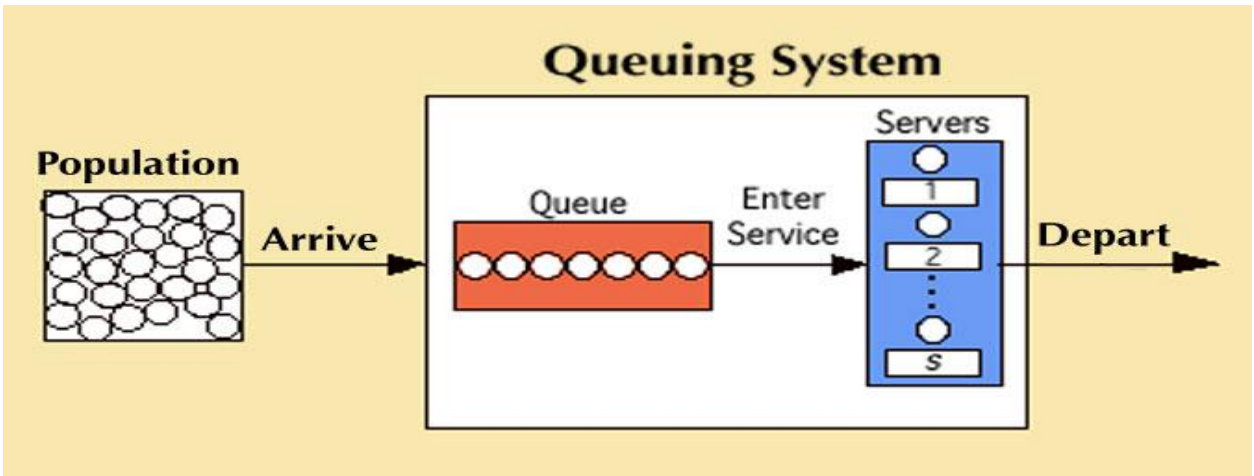 Queuing System
Population
Arrive
Queue
Enter
Service
Servers
1
2
s
Depart